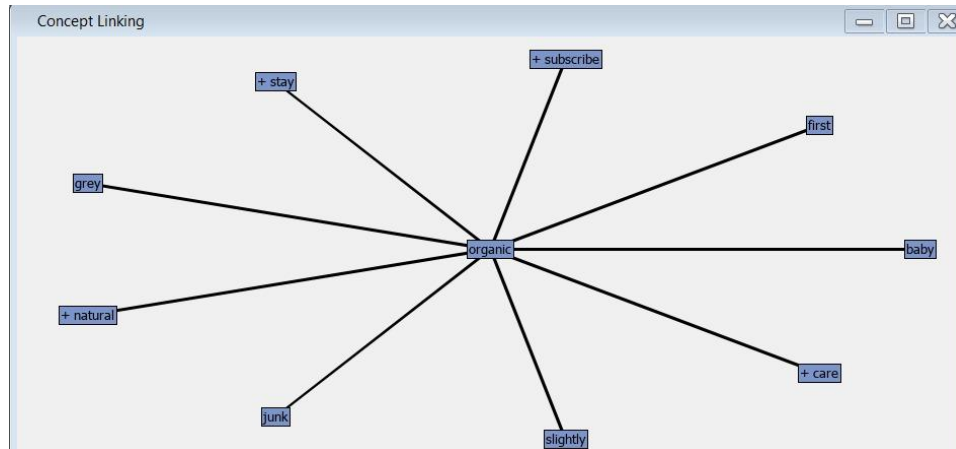 Concept Linking
+ subscribe
+ stay
first
grey
organic
baby
+ natural
+ care
junk
slightly